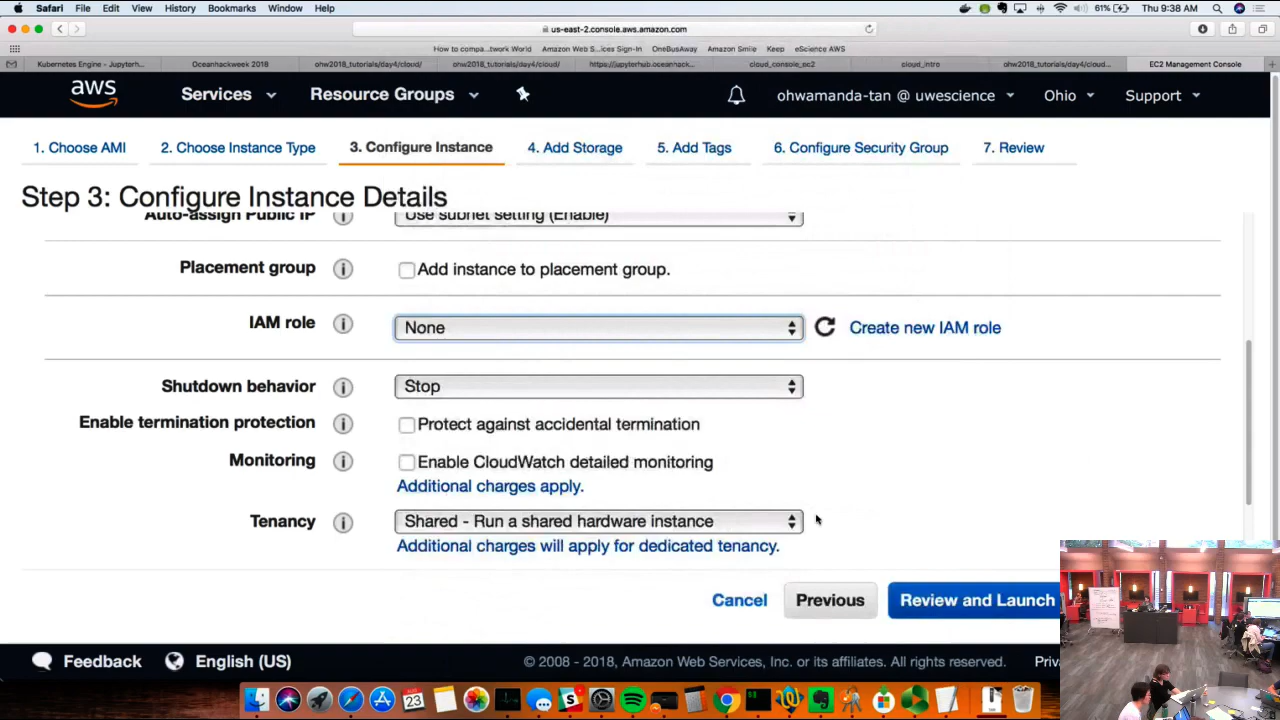 Safari File Edit View History Bookmarks Window Help 61% Thu 9:38 AM
us-east-2.console.aws.amazon.com
How to compa...twork World Amazon Web S...ices Sign-In OneBusAway Amazon Smile Keep eScience AWS
Kubernetes Engine - Jupyterh... Oceanhackweek 2018 ohw2018_tutorials/day4/cloud/ ohw2018_tutorials/day4/cloud/ https://jupyterhub.oceanhack... cloud_console_ec2 cloud_intro ohw2018_tutorials/day4/cloud... EC2 Management Console
aws Services Resource Groups ohwamanda-tan @ uwescience Ohio Support
1. Choose AMI 2. Choose Instance Type 3. Configure Instance 4. Add Storage 5. Add Tags 6. Configure Security Group 7. Review
Step 3: Configure Instance Details
Auto-assign Public IP Use subnet setting (Enable)
Placement group Add instance to placement group.
IAM role None Create new IAM role
Shutdown behavior Stop
Enable termination protection Protect against accidental termination
Monitoring Enable CloudWatch detailed monitoring
Additional charges apply.
Tenancy Shared - Run a shared hardware instance
Additional charges will apply for dedicated tenancy.
Cancel Previous Review and Launch
Feedback English (US) © 2008 - 2018, Amazon Web Services, Inc. or its affiliates. All rights reserved. Priv
AUG
23